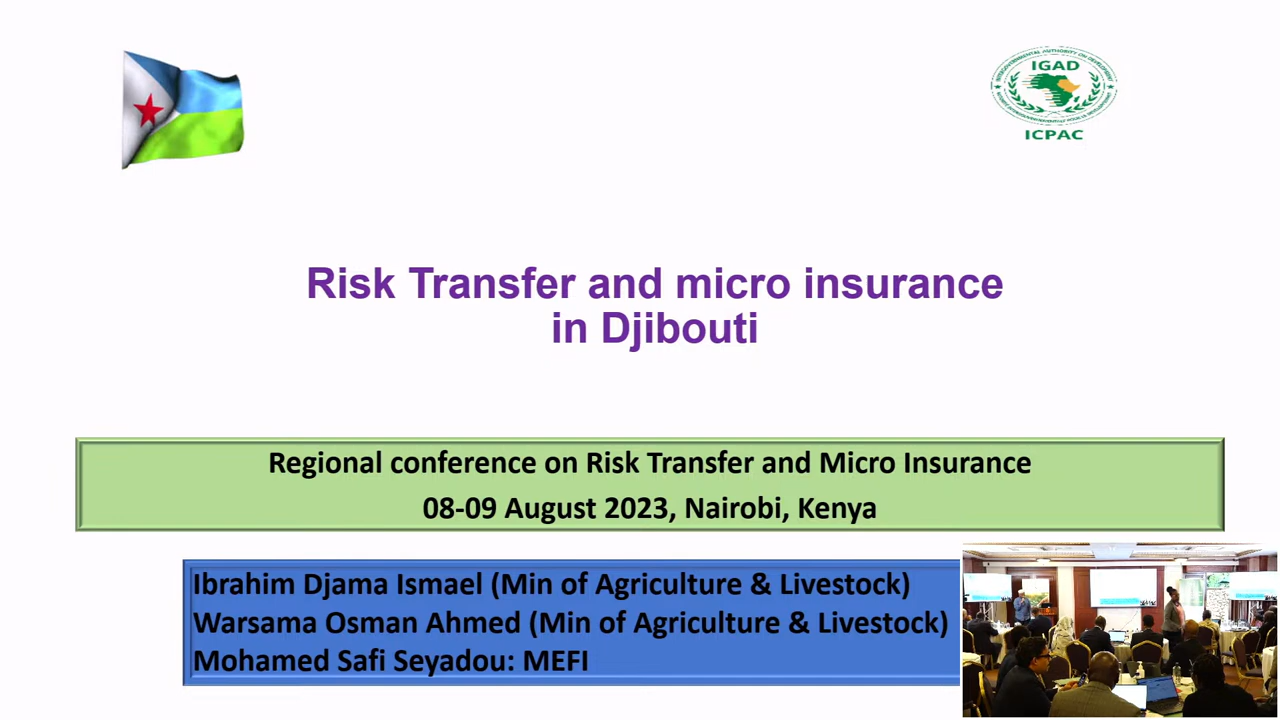 IGAD
ICPAC
Risk Transfer and micro insurance
in Djibouti
Regional conference on Risk Transfer and Micro Insurance
08-09 August 2023, Nairobi, Kenya
Ibrahim Djama Ismael (Min of Agriculture & Livestock)
Warsama Osman Ahmed (Min of Agriculture & Livestock)
Mohamed Safi Seyadou: MEFI